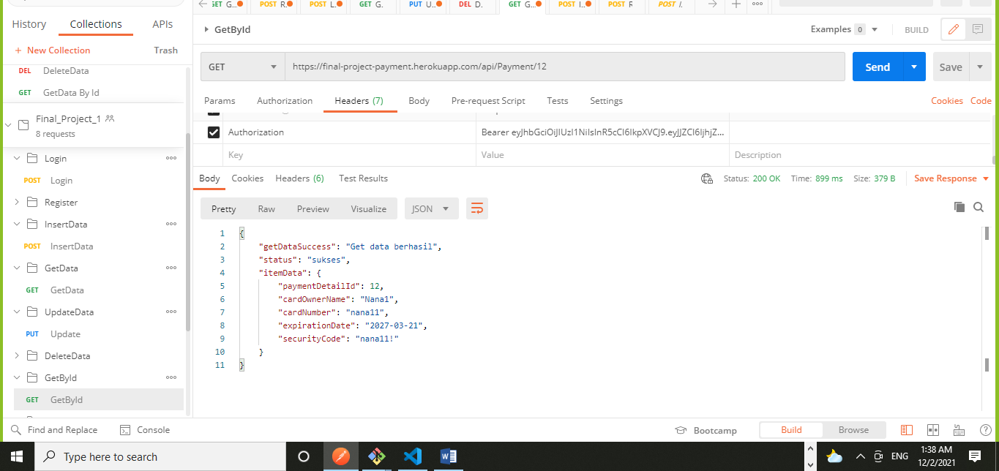 GET G...
POST R
POST L.
GET G.
PUT U...
DEL D.
GET G...
POST I...
POST R
POST /.
History Collections APIs
+ New Collection Trash
DEL DeleteData
GET GetData By Id
Final_Project_1
8 requests
Login
POST Login
Register
InsertData
POST InsertData
GetData
GET GetData
UpdateData
PUT Update
DeleteData
GetById
GET GetById
GetById Examples 0 BUILD
GET https://final-project-payment.herokuapp.com/api/Payment/12 Send Save
Params Authorization Headers (7) Body Pre-request Script Tests Settings Cookies Code
Authorization Bearer eyJhbGciOiJIUzI1NiIsInR5cCI6IkpXVCJ9.eyJJZCI6IjhjZ...
Key Value Description
Body Cookies Headers (6) Test Results Status: 200 OK Time: 899 ms Size: 379 B Save Response
Pretty Raw Preview Visualize JSON
1 {
2 "getDataSuccess": "Get data berhasil",
3 "status": "sukses",
4 "itemData": {
5 "paymentDetailId": 12,
6 "cardOwnerName": "Nana1",
7 "cardNumber": "nana11",
8 "expirationDate": "2027-03-21",
9 "securityCode": "nana11!"
10 }
11 }
Find and Replace Console Bootcamp Build Browse
Type here to search
ENG
1:38 AM
12/2/2021